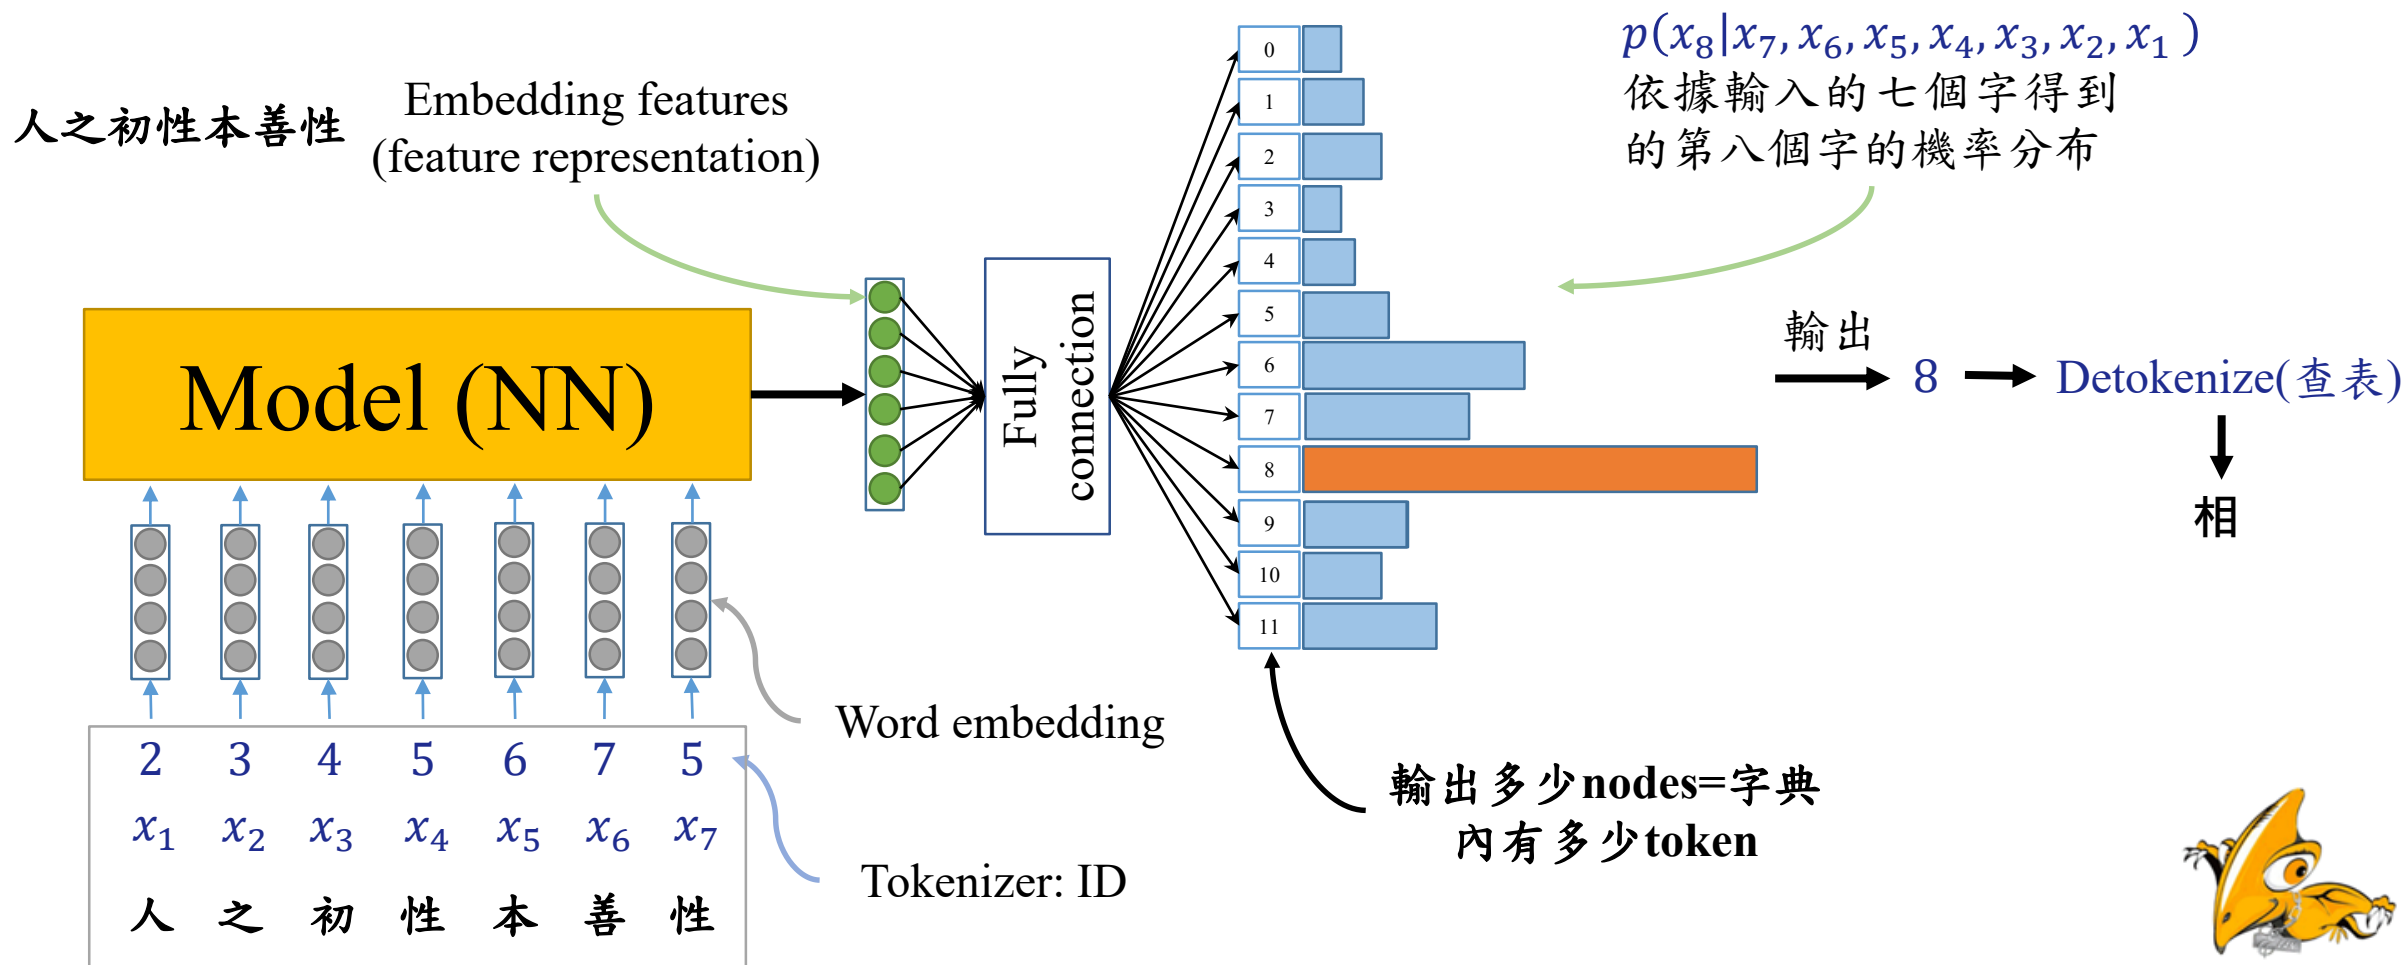 人之初性本善性
Embedding features
(feature representation)
p(x₈|x₇, x₆, x₅, x₄, x₃, x₂, x₁ )
依據輸入的七個字得到
的第八個字的機率分布
0
1
2
3
4
5
6
7
8
9
10
11
Model (NN)
Fully
connection
輸出
8
Detokenize(查表)
相
Word embedding
2 3 4 5 6 7 5
x₁ x₂ x₃ x₄ x₅ x₆ x₇
人 之 初 性 本 善 性
Tokenizer: ID
輸出多少nodes=字典
內有多少token